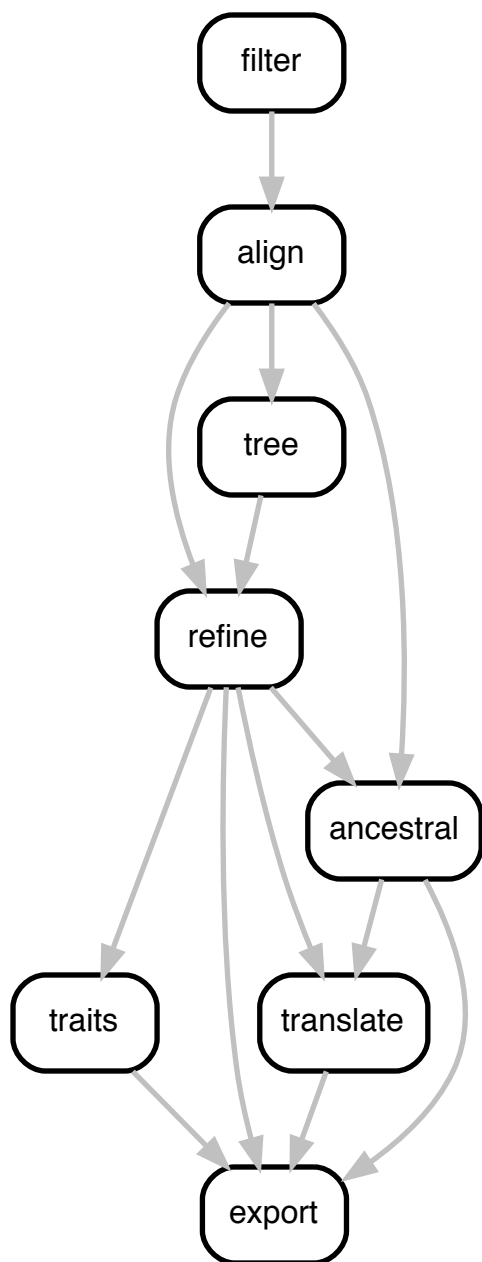 filter
align
tree
refine
ancestral
traits
translate
export